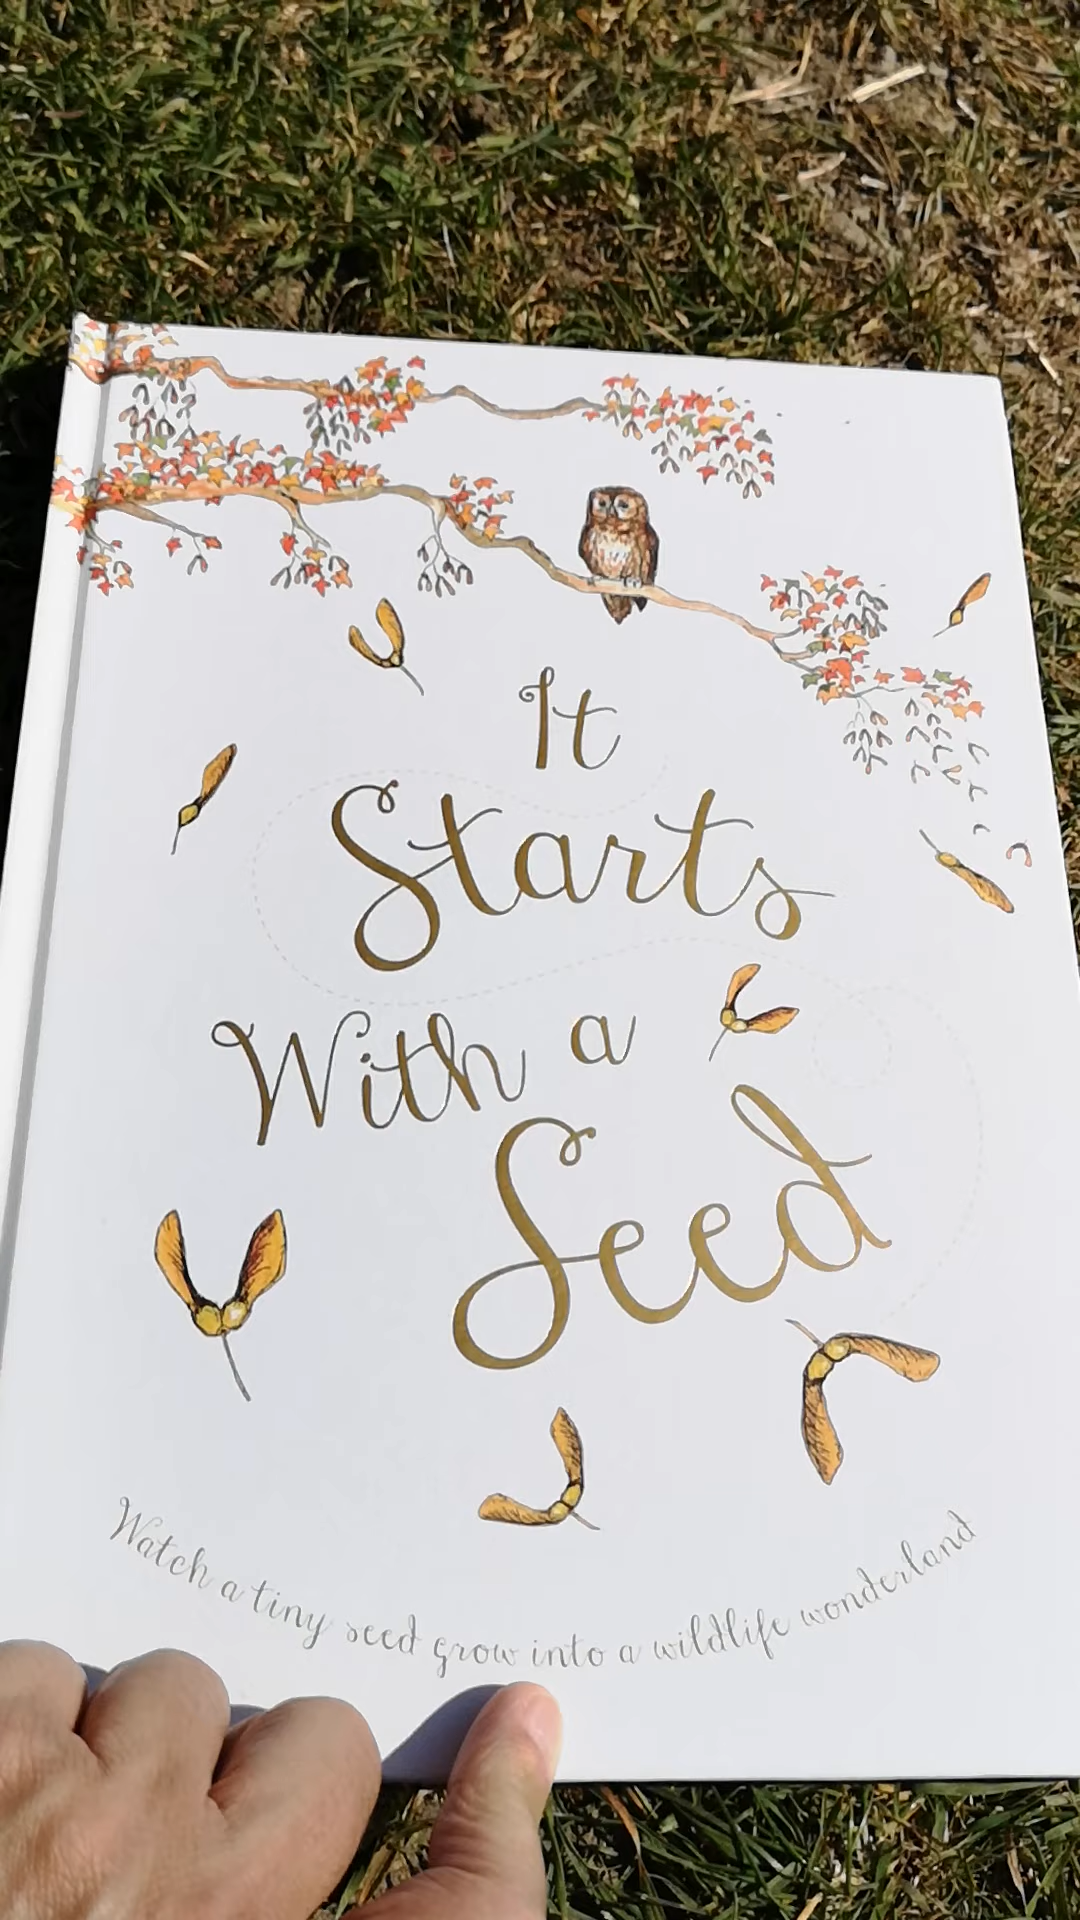 It
Starts
With a
Seed
Watch a tiny seed grow into a wildlife wonderland